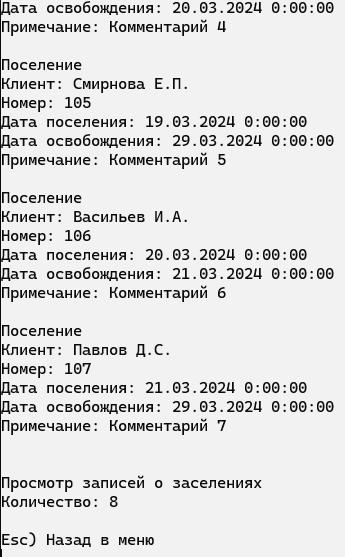 Дата освобождения: 20.03.2024 0:00:00
Примечание: Комментарий 4
Поселение
Клиент: Смирнова Е.П.
Номер: 105
Дата поселения: 19.03.2024 0:00:00
Дата освобождения: 29.03.2024 0:00:00
Примечание: Комментарий 5
Поселение
Клиент: Васильев И.А.
Номер: 106
Дата поселения: 20.03.2024 0:00:00
Дата освобождения: 21.03.2024 0:00:00
Примечание: Комментарий 6
Поселение
Клиент: Павлов Д.С.
Номер: 107
Дата поселения: 21.03.2024 0:00:00
Дата освобождения: 29.03.2024 0:00:00
Примечание: Комментарий 7
Просмотр записей о заселениях
Количество: 8
Esc) Назад в меню